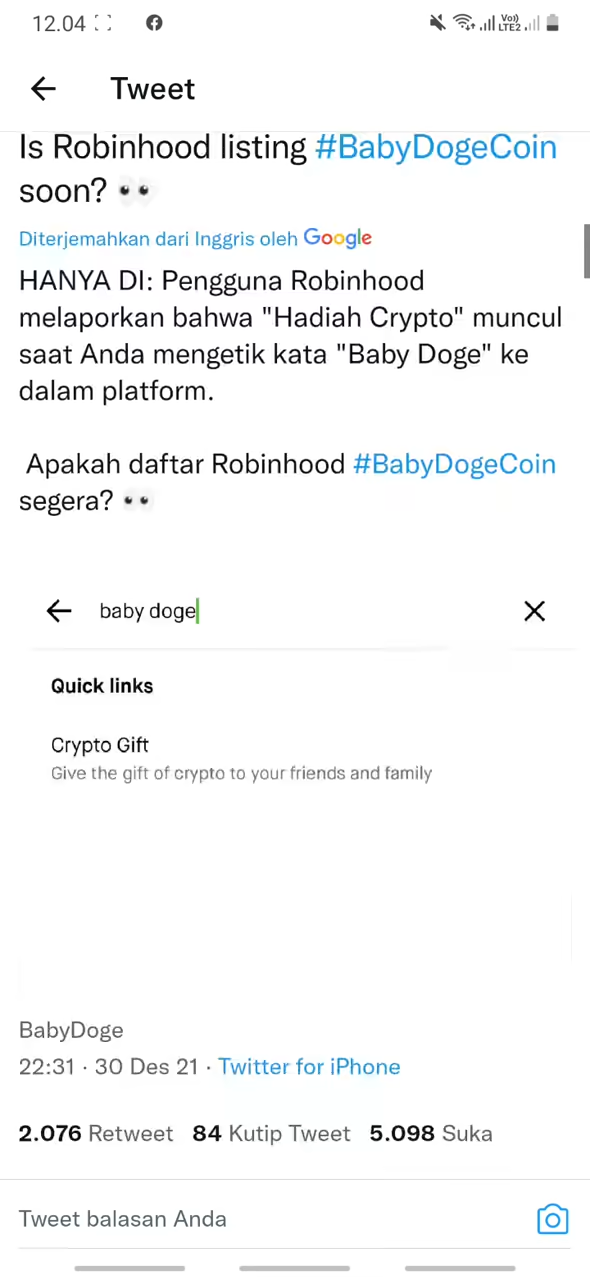 12.04
Vo))
LTE2
Tweet
Is Robinhood listing #BabyDogeCoin
soon? 👀
Diterjemahkan dari Inggris oleh Google
HANYA DI: Pengguna Robinhood
melaporkan bahwa "Hadiah Crypto" muncul
saat Anda mengetik kata "Baby Doge" ke
dalam platform.
Apakah daftar Robinhood #BabyDogeCoin
segera? 👀
baby doge
Quick links
Crypto Gift
Give the gift of crypto to your friends and family
BabyDoge
22:31 · 30 Des 21 · Twitter for iPhone
2.076 Retweet 84 Kutip Tweet 5.098 Suka
Tweet balasan Anda